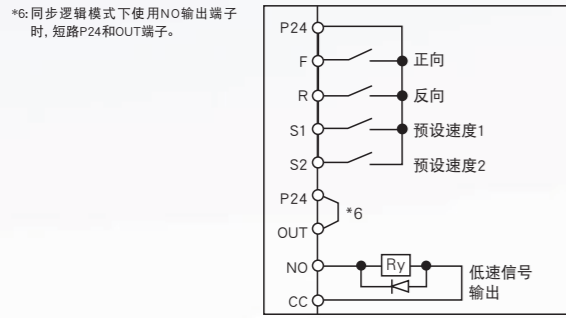 *6:同步逻辑模式下使用NO输出端子
时,短路P24和OUT端子。
P24
F
正向
R
反向
S1
预设速度1
S2
预设速度2
P24
*6
OUT
NO
Ry
低速信号
输出
CC